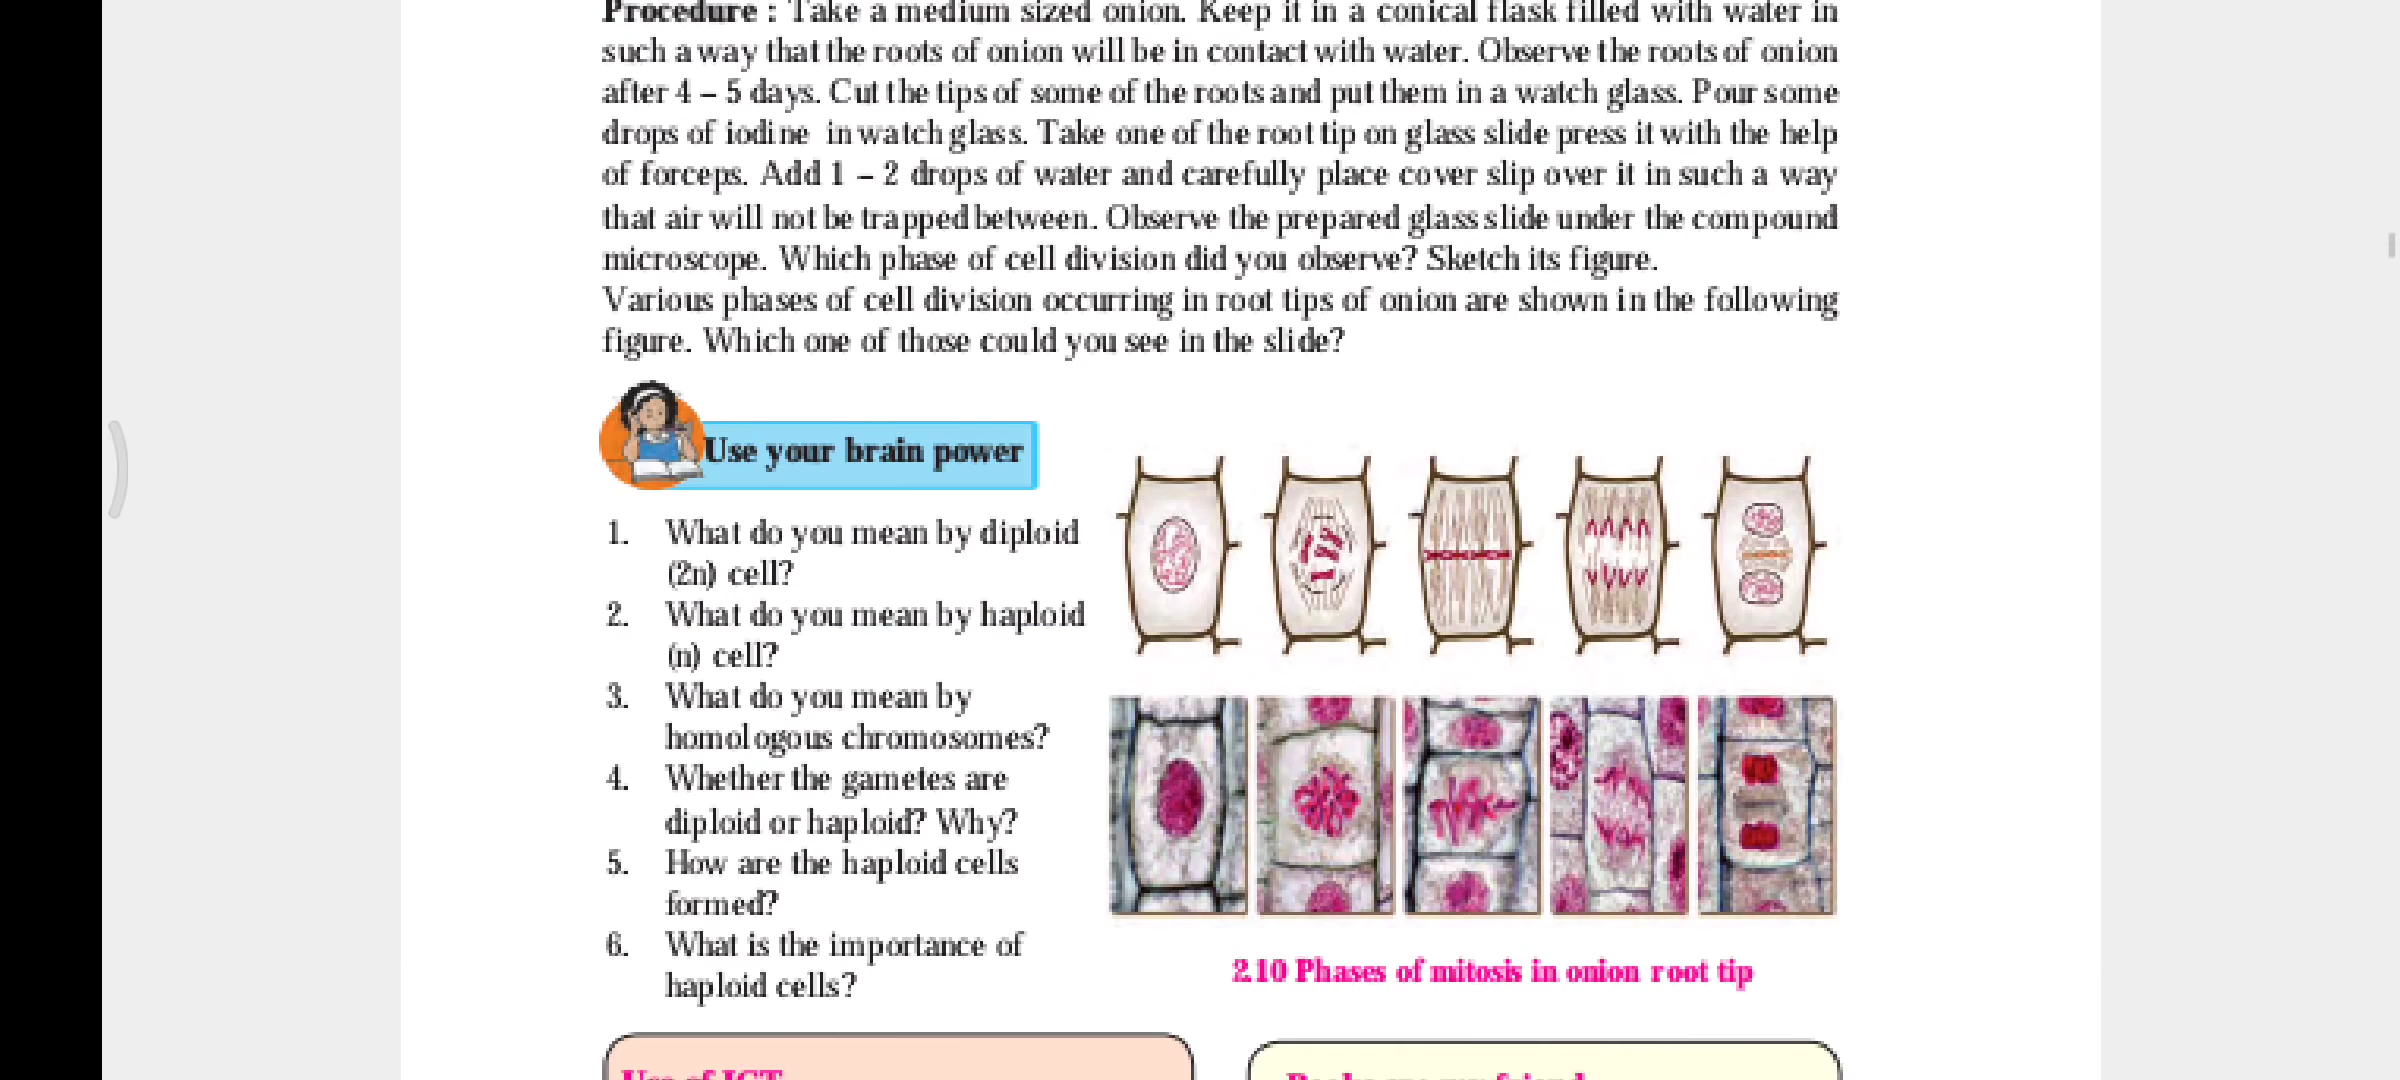 Procedure : Take a medium sized onion. Keep it in a conical flask filled with water in
such a way that the roots of onion will be in contact with water. Observe the roots of onion
after 4 – 5 days. Cut the tips of some of the roots and put them in a watch glass. Pour some
drops of iodine in watch glass. Take one of the root tip on glass slide press it with the help
of forceps. Add 1 – 2 drops of water and carefully place cover slip over it in such a way
that air will not be trapped between. Observe the prepared glass slide under the compound
microscope. Which phase of cell division did you observe? Sketch its figure.
Various phases of cell division occurring in root tips of onion are shown in the following
figure. Which one of those could you see in the slide?
Use your brain power
1. What do you mean by diploid
(2n) cell?
2. What do you mean by haploid
(n) cell?
3. What do you mean by
homologous chromosomes?
4. Whether the gametes are
diploid or haploid? Why?
5. How are the haploid cells
formed?
6. What is the importance of
haploid cells?
2.10 Phases of mitosis in onion root tip
Use of ICT
Books are my friend